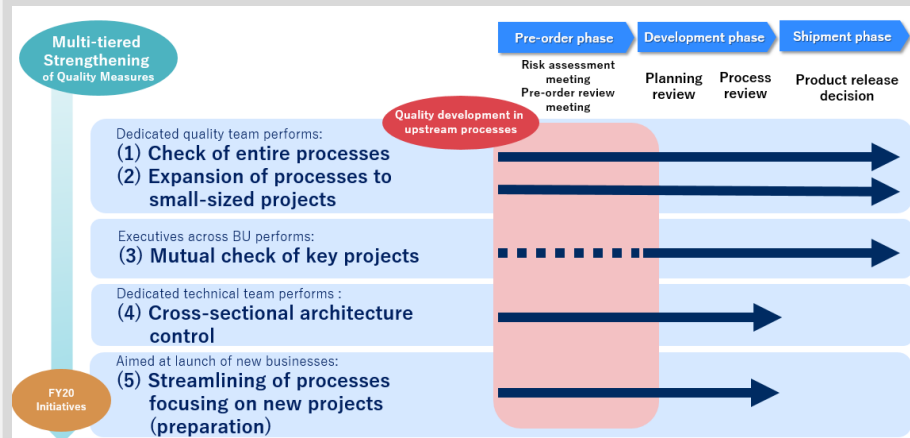 Multi-tiered
Strengthening
of Quality Measures
Pre-order phase
Development phase
Shipment phase
Risk assessment
meeting
Pre-order review
meeting
Planning
review
Process
review
Product release
decision
Quality development in
upstream processes
Dedicated quality team performs:
(1) Check of entire processes
(2) Expansion of processes to
small-sized projects
Executives across BU performs:
(3) Mutual check of key projects
Dedicated technical team performs :
(4) Cross-sectional architecture
control
Aimed at launch of new businesses:
(5) Streamlining of processes
focusing on new projects
(preparation)
FY20
Initiatives